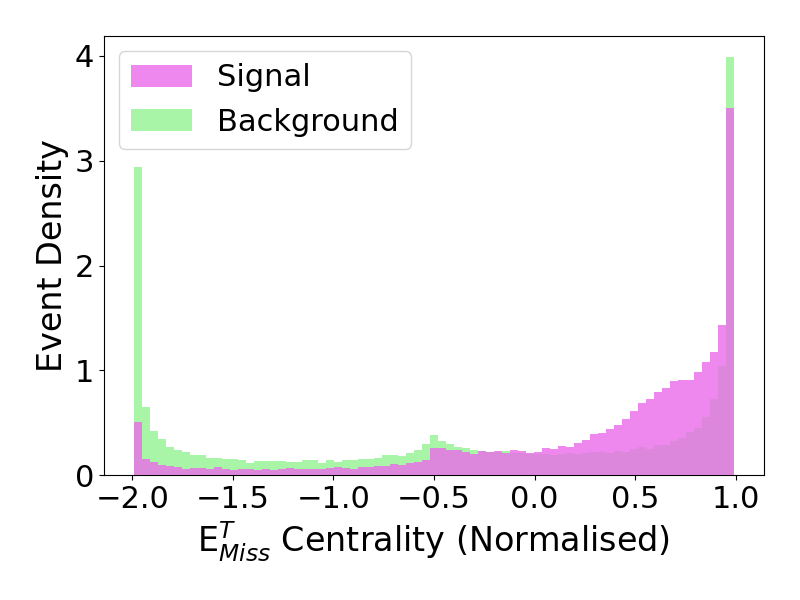 Signal
Background
Event Density
4
3
2
1
0
−2.0 −1.5 −1.0 −0.5 0.0 0.5 1.0
E^T_Miss Centrality (Normalised)